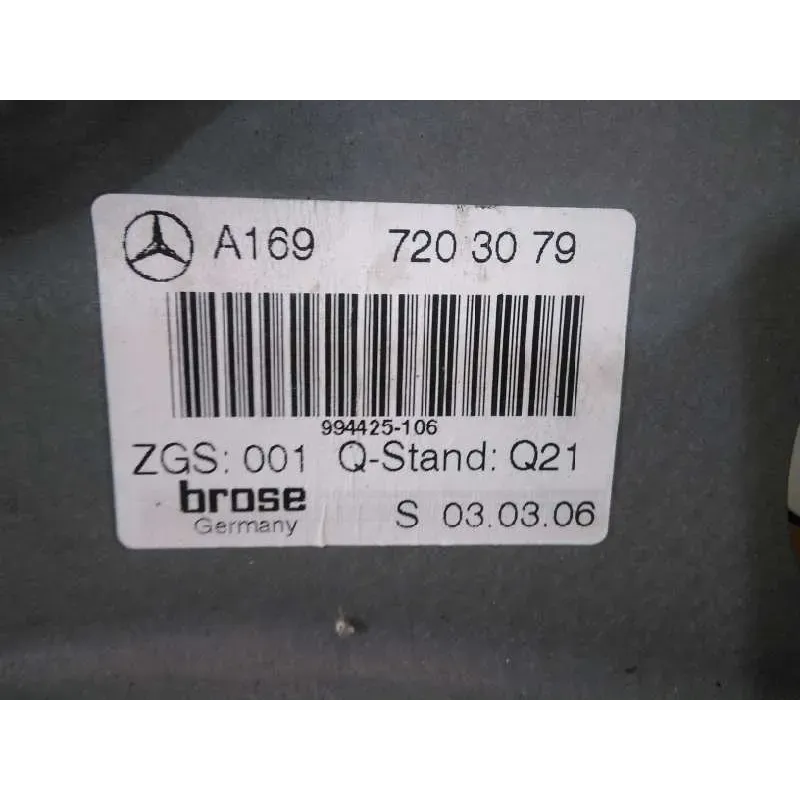 A169 720 30 79
994425-106
ZGS: 001 Q-Stand: Q21
brose
Germany
S 03.03.06